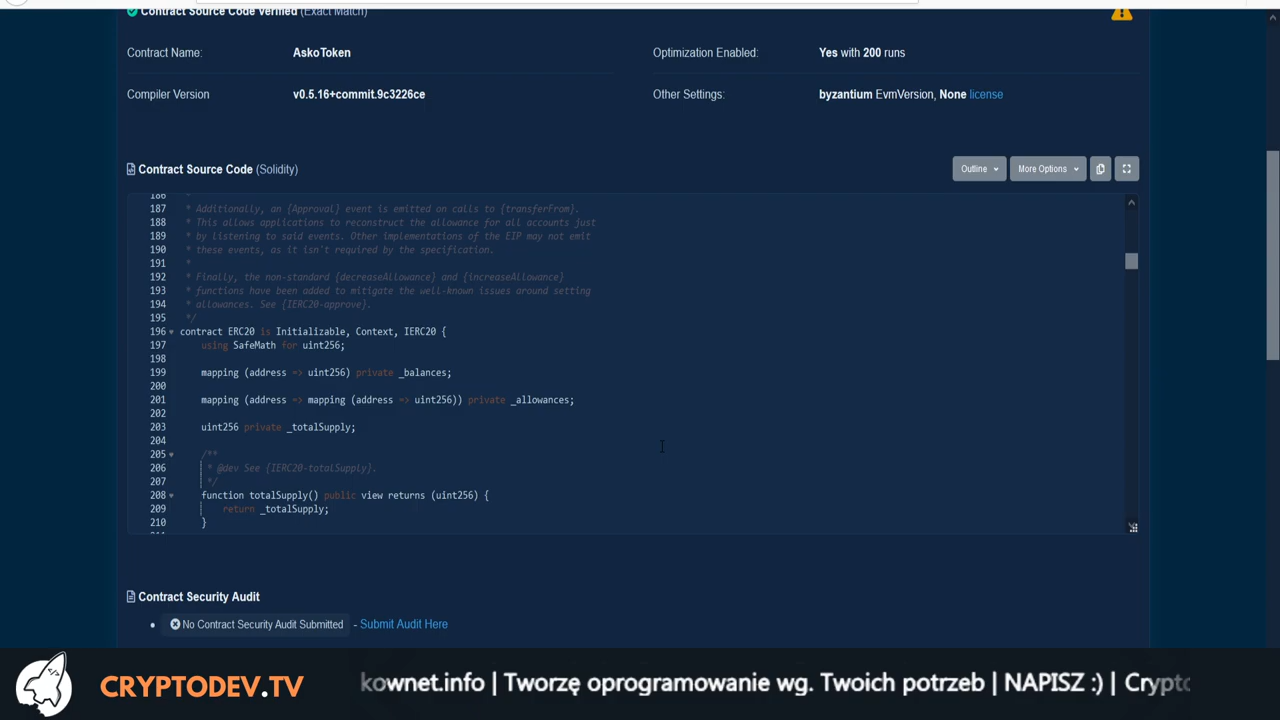 Contract Source Code Verified (Exact Match)
Contract Name:
AskoToken
Optimization Enabled:
Yes with 200 runs
Compiler Version
v0.5.16+commit.9c3226ce
Other Settings:
byzantium EvmVersion, None license
Contract Source Code (Solidity)
Outline
More Options
186 *
187 * Additionally, an {Approval} event is emitted on calls to {transferFrom}.
188 * This allows applications to reconstruct the allowance for all accounts just
189 * by listening to said events. Other implementations of the EIP may not emit
190 * these events, as it isn't required by the specification.
191 *
192 * Finally, the non-standard {decreaseAllowance} and {increaseAllowance}
193 * functions have been added to mitigate the well-known issues around setting
194 * allowances. See {IERC20-approve}.
195 */
196 contract ERC20 is Initializable, Context, IERC20 {
197 using SafeMath for uint256;
198
199 mapping (address => uint256) private _balances;
200
201 mapping (address => mapping (address => uint256)) private _allowances;
202
203 uint256 private _totalSupply;
204
205 /**
206 * @dev See {IERC20-totalSupply}.
207 */
208 function totalSupply() public view returns (uint256) {
209 return _totalSupply;
210 }
Contract Security Audit
No Contract Security Audit Submitted - Submit Audit Here
CRYPTODEV.TV
kownet.info | Tworzę oprogramowanie wg. Twoich potrzeb | NAPISZ :) | Crypto